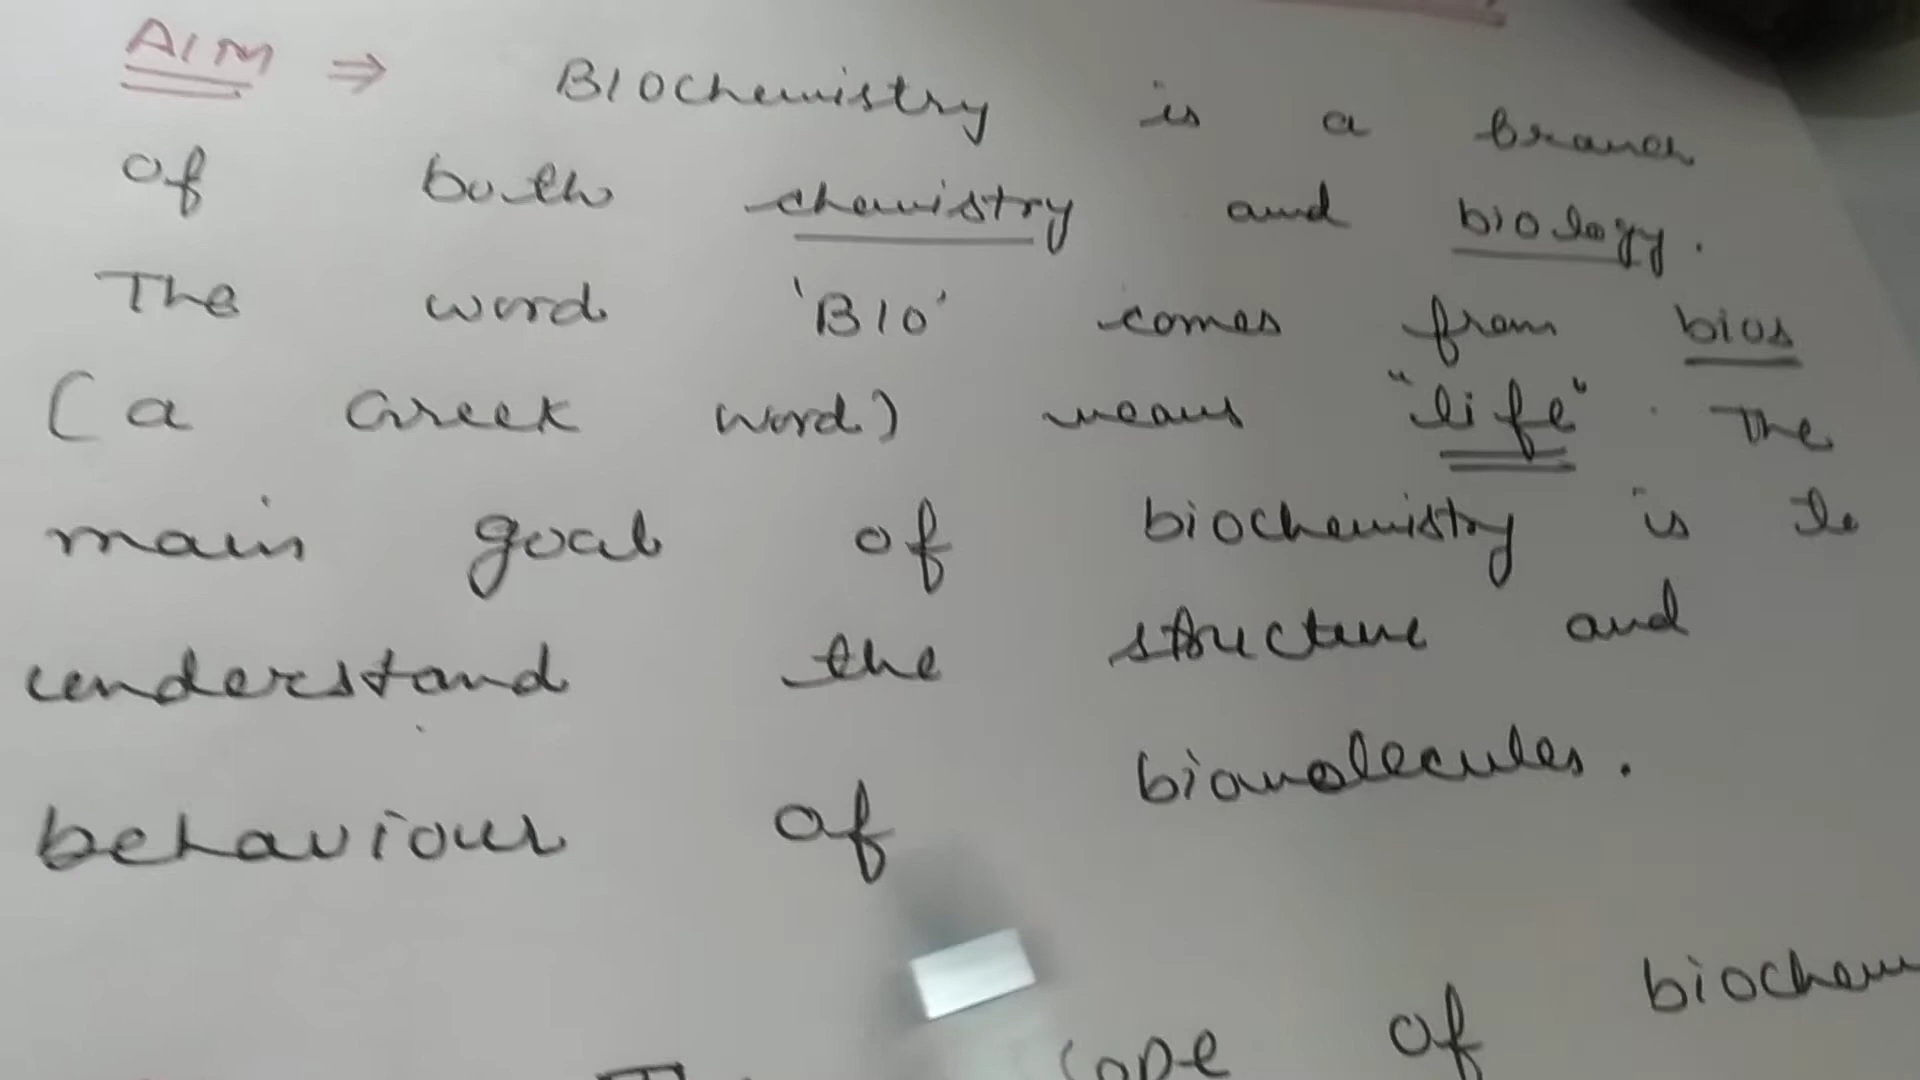 AIM ⇒ BIOchemistry is a branch
of both chemistry and biology.
The word 'BIO' comes from bios
(a Greek word) means "life". The
main goal of biochemistry is to
understand the structure and
behaviour of biomolecules.
of biochem